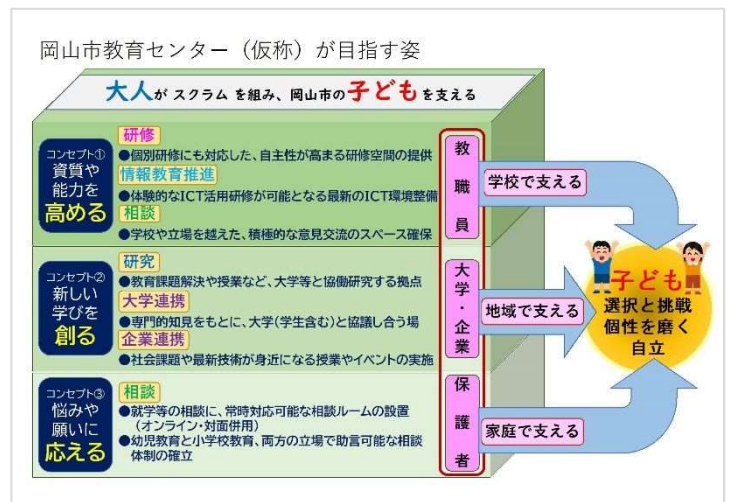 岡山市教育センター（仮称）が目指す姿
大人が スクラム を組み、岡山市の子どもを支える
コンセプト①
資質や
能力を
高める
研修
●個別研修にも対応した、自主性が高まる研修空間の提供
情報教育推進
●体験的なICT活用研修が可能となる最新のICT環境整備
相談
●学校や立場を越えた、積極的な意見交流のスペース確保
教職員
学校で支える
コンセプト②
新しい
学びを
創る
研究
●教育課題解決や授業など、大学等と協働研究する拠点
大学連携
●専門的知見をもとに、大学（学生含む）と協議し合う場
企業連携
●社会課題や最新技術が身近になる授業やイベントの実施
大学・企業
地域で支える
コンセプト③
悩みや
願いに
応える
相談
●就学等の相談に、常時対応可能な相談ルームの設置
（オンライン・対面併用）
●幼児教育と小学校教育、両方の立場で助言可能な相談
体制の確立
保護者
家庭で支える
子ども
選択と挑戦
個性を磨く
自立